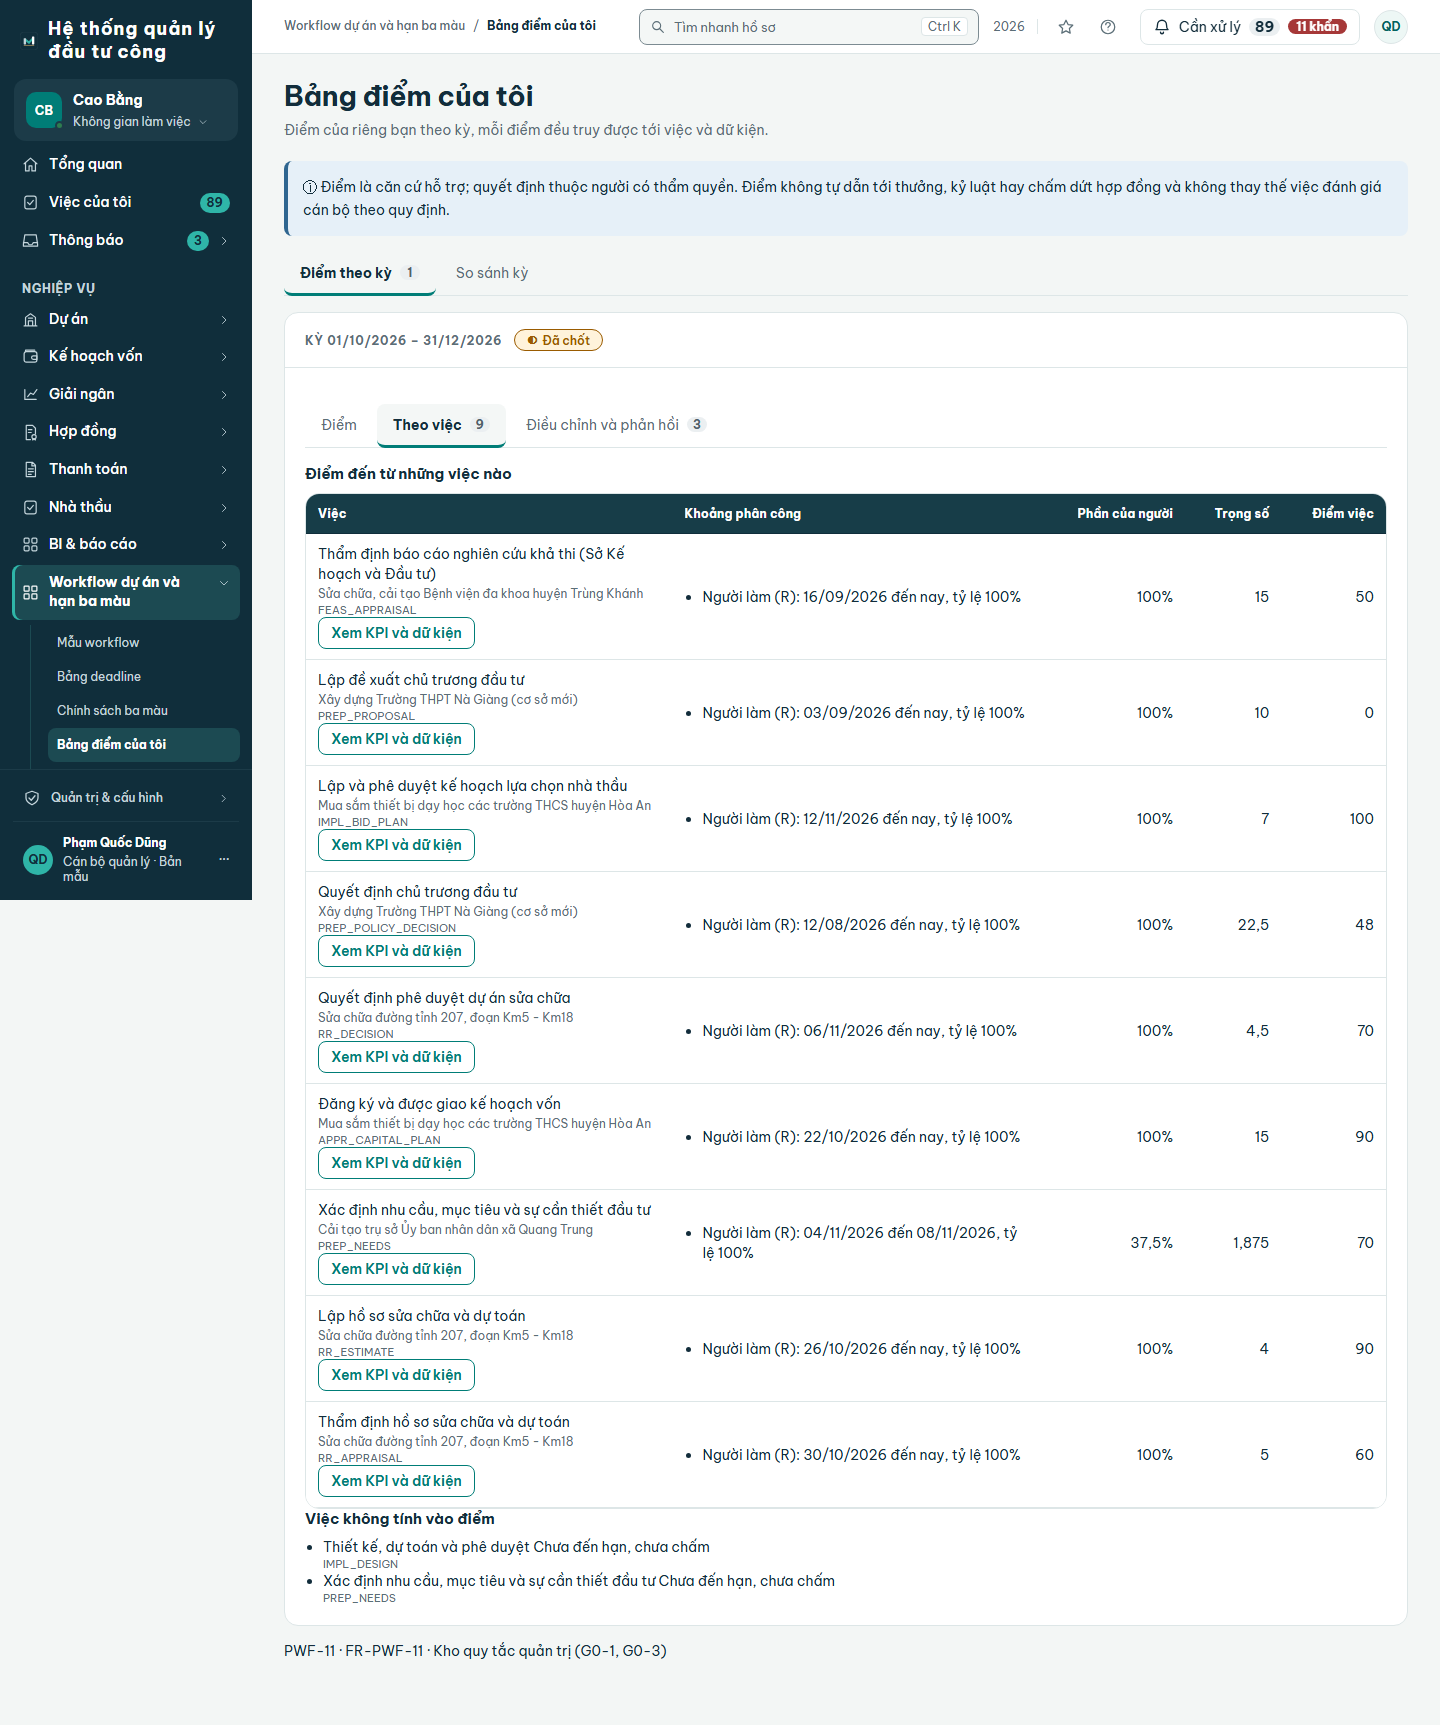 Hệ thống quản lý
đầu tư công
CB
Cao Bằng
Không gian làm việc
Tổng quan
Việc của tôi 89
Thông báo 3
NGHIỆP VỤ
Dự án
Kế hoạch vốn
Giải ngân
Hợp đồng
Thanh toán
Nhà thầu
BI & báo cáo
Workflow dự án và
hạn ba màu
Mẫu workflow
Bảng deadline
Chính sách ba màu
Bảng điểm của tôi
Quản trị & cấu hình
QD
Phạm Quốc Dũng
Cán bộ quản lý · Bản
mẫu
Workflow dự án và hạn ba màu / Bảng điểm của tôi
Tìm nhanh hồ sơ Ctrl K
2026
Cần xử lý 89 11 khẩn
QD
Bảng điểm của tôi
Điểm của riêng bạn theo kỳ, mỗi điểm đều truy được tới việc và dữ kiện.
Điểm là căn cứ hỗ trợ; quyết định thuộc người có thẩm quyền. Điểm không tự dẫn tới thưởng, kỷ luật hay chấm dứt hợp đồng và không thay thế việc đánh giá
cán bộ theo quy định.
Điểm theo kỳ 1 So sánh kỳ
KỲ 01/10/2026 – 31/12/2026 Đã chốt
Điểm Theo việc 9 Điều chỉnh và phản hồi 3
Điểm đến từ những việc nào
Việc Khoảng phân công Phần của người Trọng số Điểm việc
Thẩm định báo cáo nghiên cứu khả thi (Sở Kế
hoạch và Đầu tư)
Sửa chữa, cải tạo Bệnh viện đa khoa huyện Trùng Khánh
FEAS_APPRAISAL
Xem KPI và dữ kiện
Người làm (R): 16/09/2026 đến nay, tỷ lệ 100% 100% 15 50
Lập đề xuất chủ trương đầu tư
Xây dựng Trường THPT Nà Giàng (cơ sở mới)
PREP_PROPOSAL
Xem KPI và dữ kiện
Người làm (R): 03/09/2026 đến nay, tỷ lệ 100% 100% 10 0
Lập và phê duyệt kế hoạch lựa chọn nhà thầu
Mua sắm thiết bị dạy học các trường THCS huyện Hòa An
IMPL_BID_PLAN
Xem KPI và dữ kiện
Người làm (R): 12/11/2026 đến nay, tỷ lệ 100% 100% 7 100
Quyết định chủ trương đầu tư
Xây dựng Trường THPT Nà Giàng (cơ sở mới)
PREP_POLICY_DECISION
Xem KPI và dữ kiện
Người làm (R): 12/08/2026 đến nay, tỷ lệ 100% 100% 22,5 48
Quyết định phê duyệt dự án sửa chữa
Sửa chữa đường tỉnh 207, đoạn Km5 - Km18
RR_DECISION
Xem KPI và dữ kiện
Người làm (R): 06/11/2026 đến nay, tỷ lệ 100% 100% 4,5 70
Đăng ký và được giao kế hoạch vốn
Mua sắm thiết bị dạy học các trường THCS huyện Hòa An
APPR_CAPITAL_PLAN
Xem KPI và dữ kiện
Người làm (R): 22/10/2026 đến nay, tỷ lệ 100% 100% 15 90
Xác định nhu cầu, mục tiêu và sự cần thiết đầu tư
Cải tạo trụ sở Ủy ban nhân dân xã Quang Trung
PREP_NEEDS
Xem KPI và dữ kiện
Người làm (R): 04/11/2026 đến 08/11/2026, tỷ
lệ 100%
37,5% 1,875 70
Lập hồ sơ sửa chữa và dự toán
Sửa chữa đường tỉnh 207, đoạn Km5 - Km18
RR_ESTIMATE
Xem KPI và dữ kiện
Người làm (R): 26/10/2026 đến nay, tỷ lệ 100% 100% 4 90
Thẩm định hồ sơ sửa chữa và dự toán
Sửa chữa đường tỉnh 207, đoạn Km5 - Km18
RR_APPRAISAL
Xem KPI và dữ kiện
Người làm (R): 30/10/2026 đến nay, tỷ lệ 100% 100% 5 60
Việc không tính vào điểm
Thiết kế, dự toán và phê duyệt Chưa đến hạn, chưa chấm
IMPL_DESIGN
Xác định nhu cầu, mục tiêu và sự cần thiết đầu tư Chưa đến hạn, chưa chấm
PREP_NEEDS
PWF-11 · FR-PWF-11 · Kho quy tắc quản trị (G0-1, G0-3)